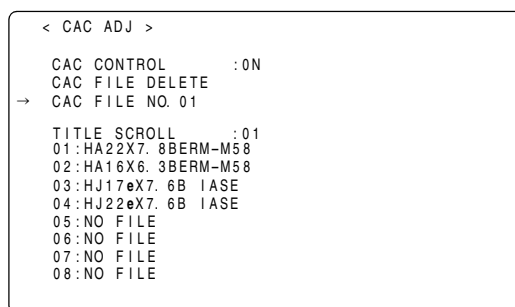 < CAC ADJ >
CAC CONTROL :ON
CAC FILE DELETE
→ CAC FILE NO. 01
TITLE SCROLL :01
01:HA22X7. 8BERM-M58
02:HA16X6. 3BERM-M58
03:HJ17eX7. 6B IASE
04:HJ22eX7. 6B IASE
05:NO FILE
06:NO FILE
07:NO FILE
08:NO FILE